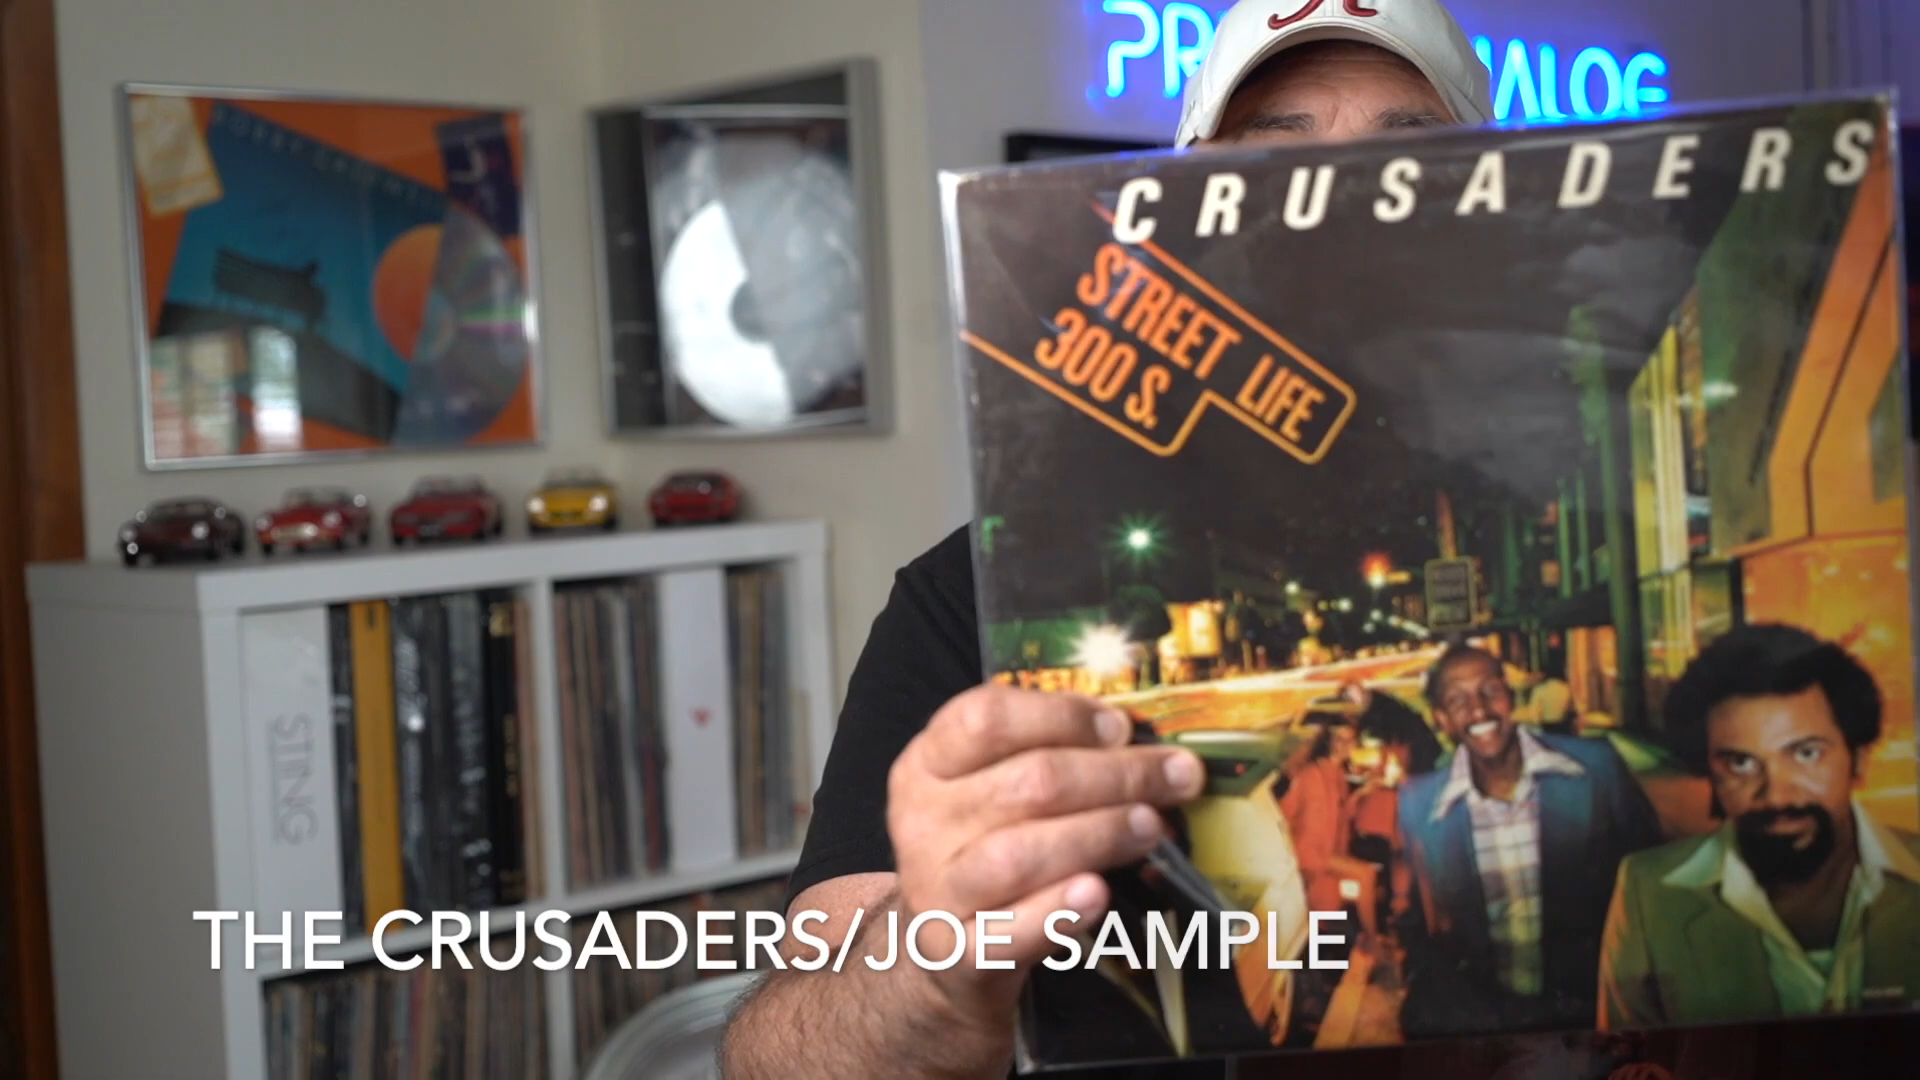 CRUSADERS
STREET LIFE
300 S.
STING
THE CRUSADERS/JOE SAMPLE